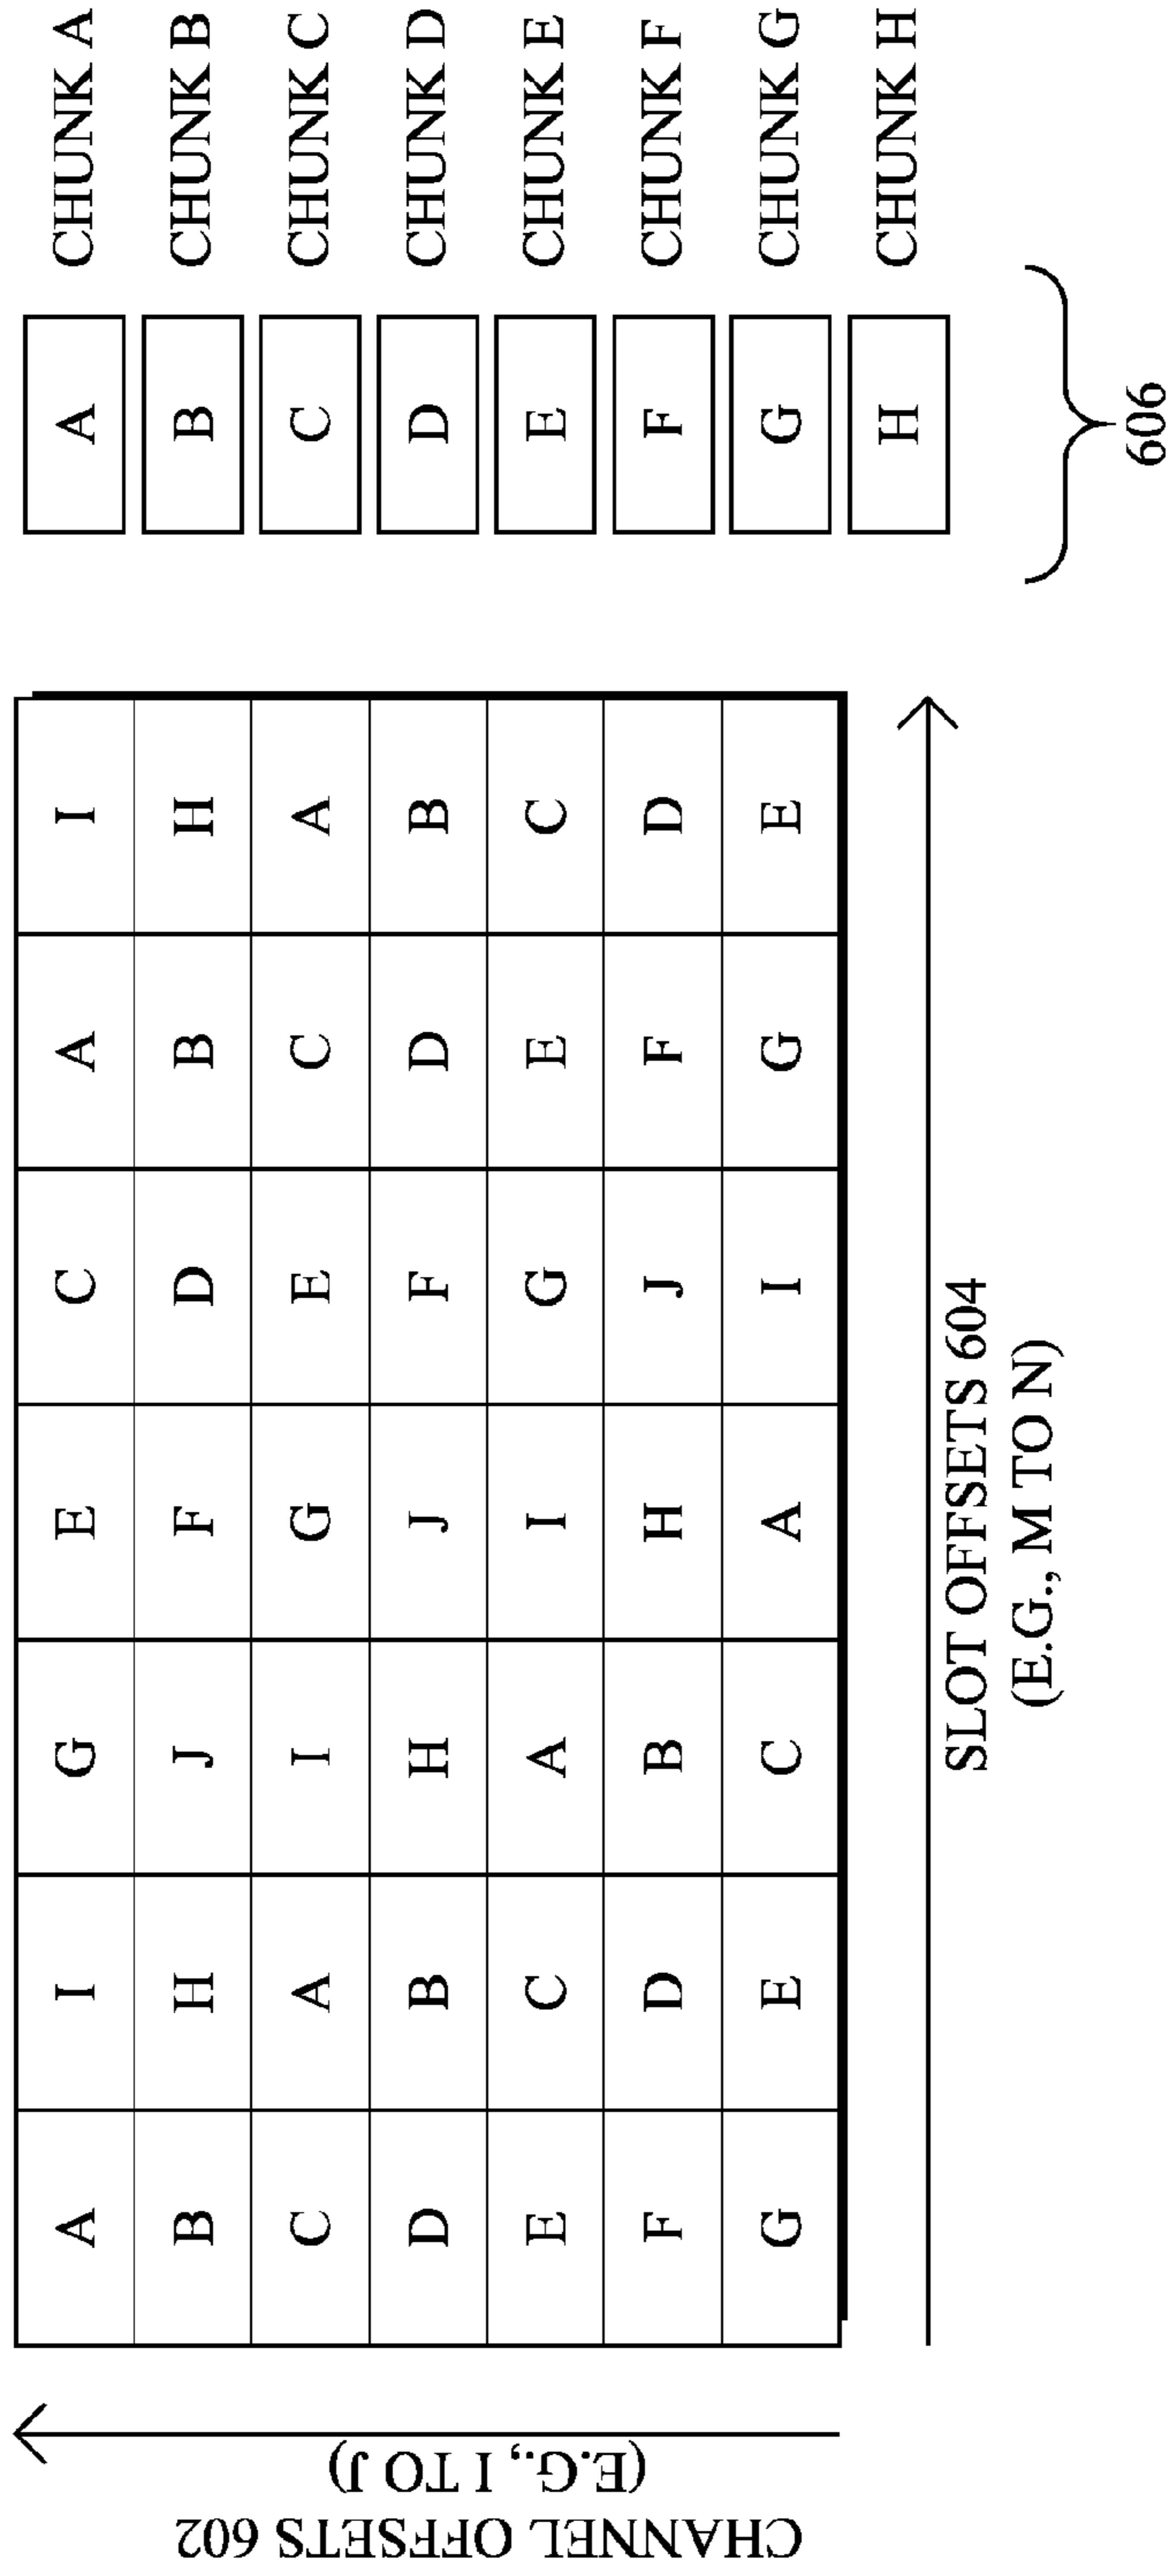 CHANNEL OFFSETS 602
(E.G., I TO J)
A I G E C A I
B H J F D B H
C A I G E C A
D B H J F D B
E C A I G E C
F D B H J F D
G E C A I G E
SLOT OFFSETS 604
(E.G., M TO N)
A CHUNK A
B CHUNK B
C CHUNK C
D CHUNK D
E CHUNK E
F CHUNK F
G CHUNK G
H CHUNK H
606